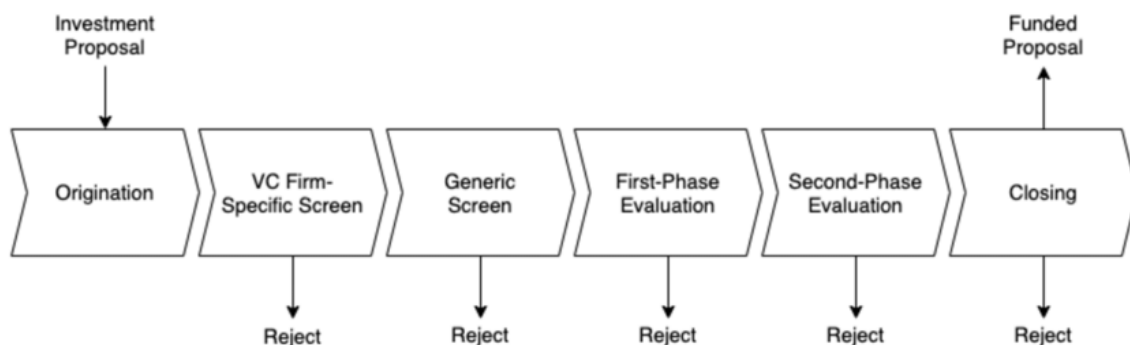 Investment
Proposal
Funded
Proposal
Origination
VC Firm-
Specific Screen
Generic
Screen
First-Phase
Evaluation
Second-Phase
Evaluation
Closing
Reject
Reject
Reject
Reject
Reject